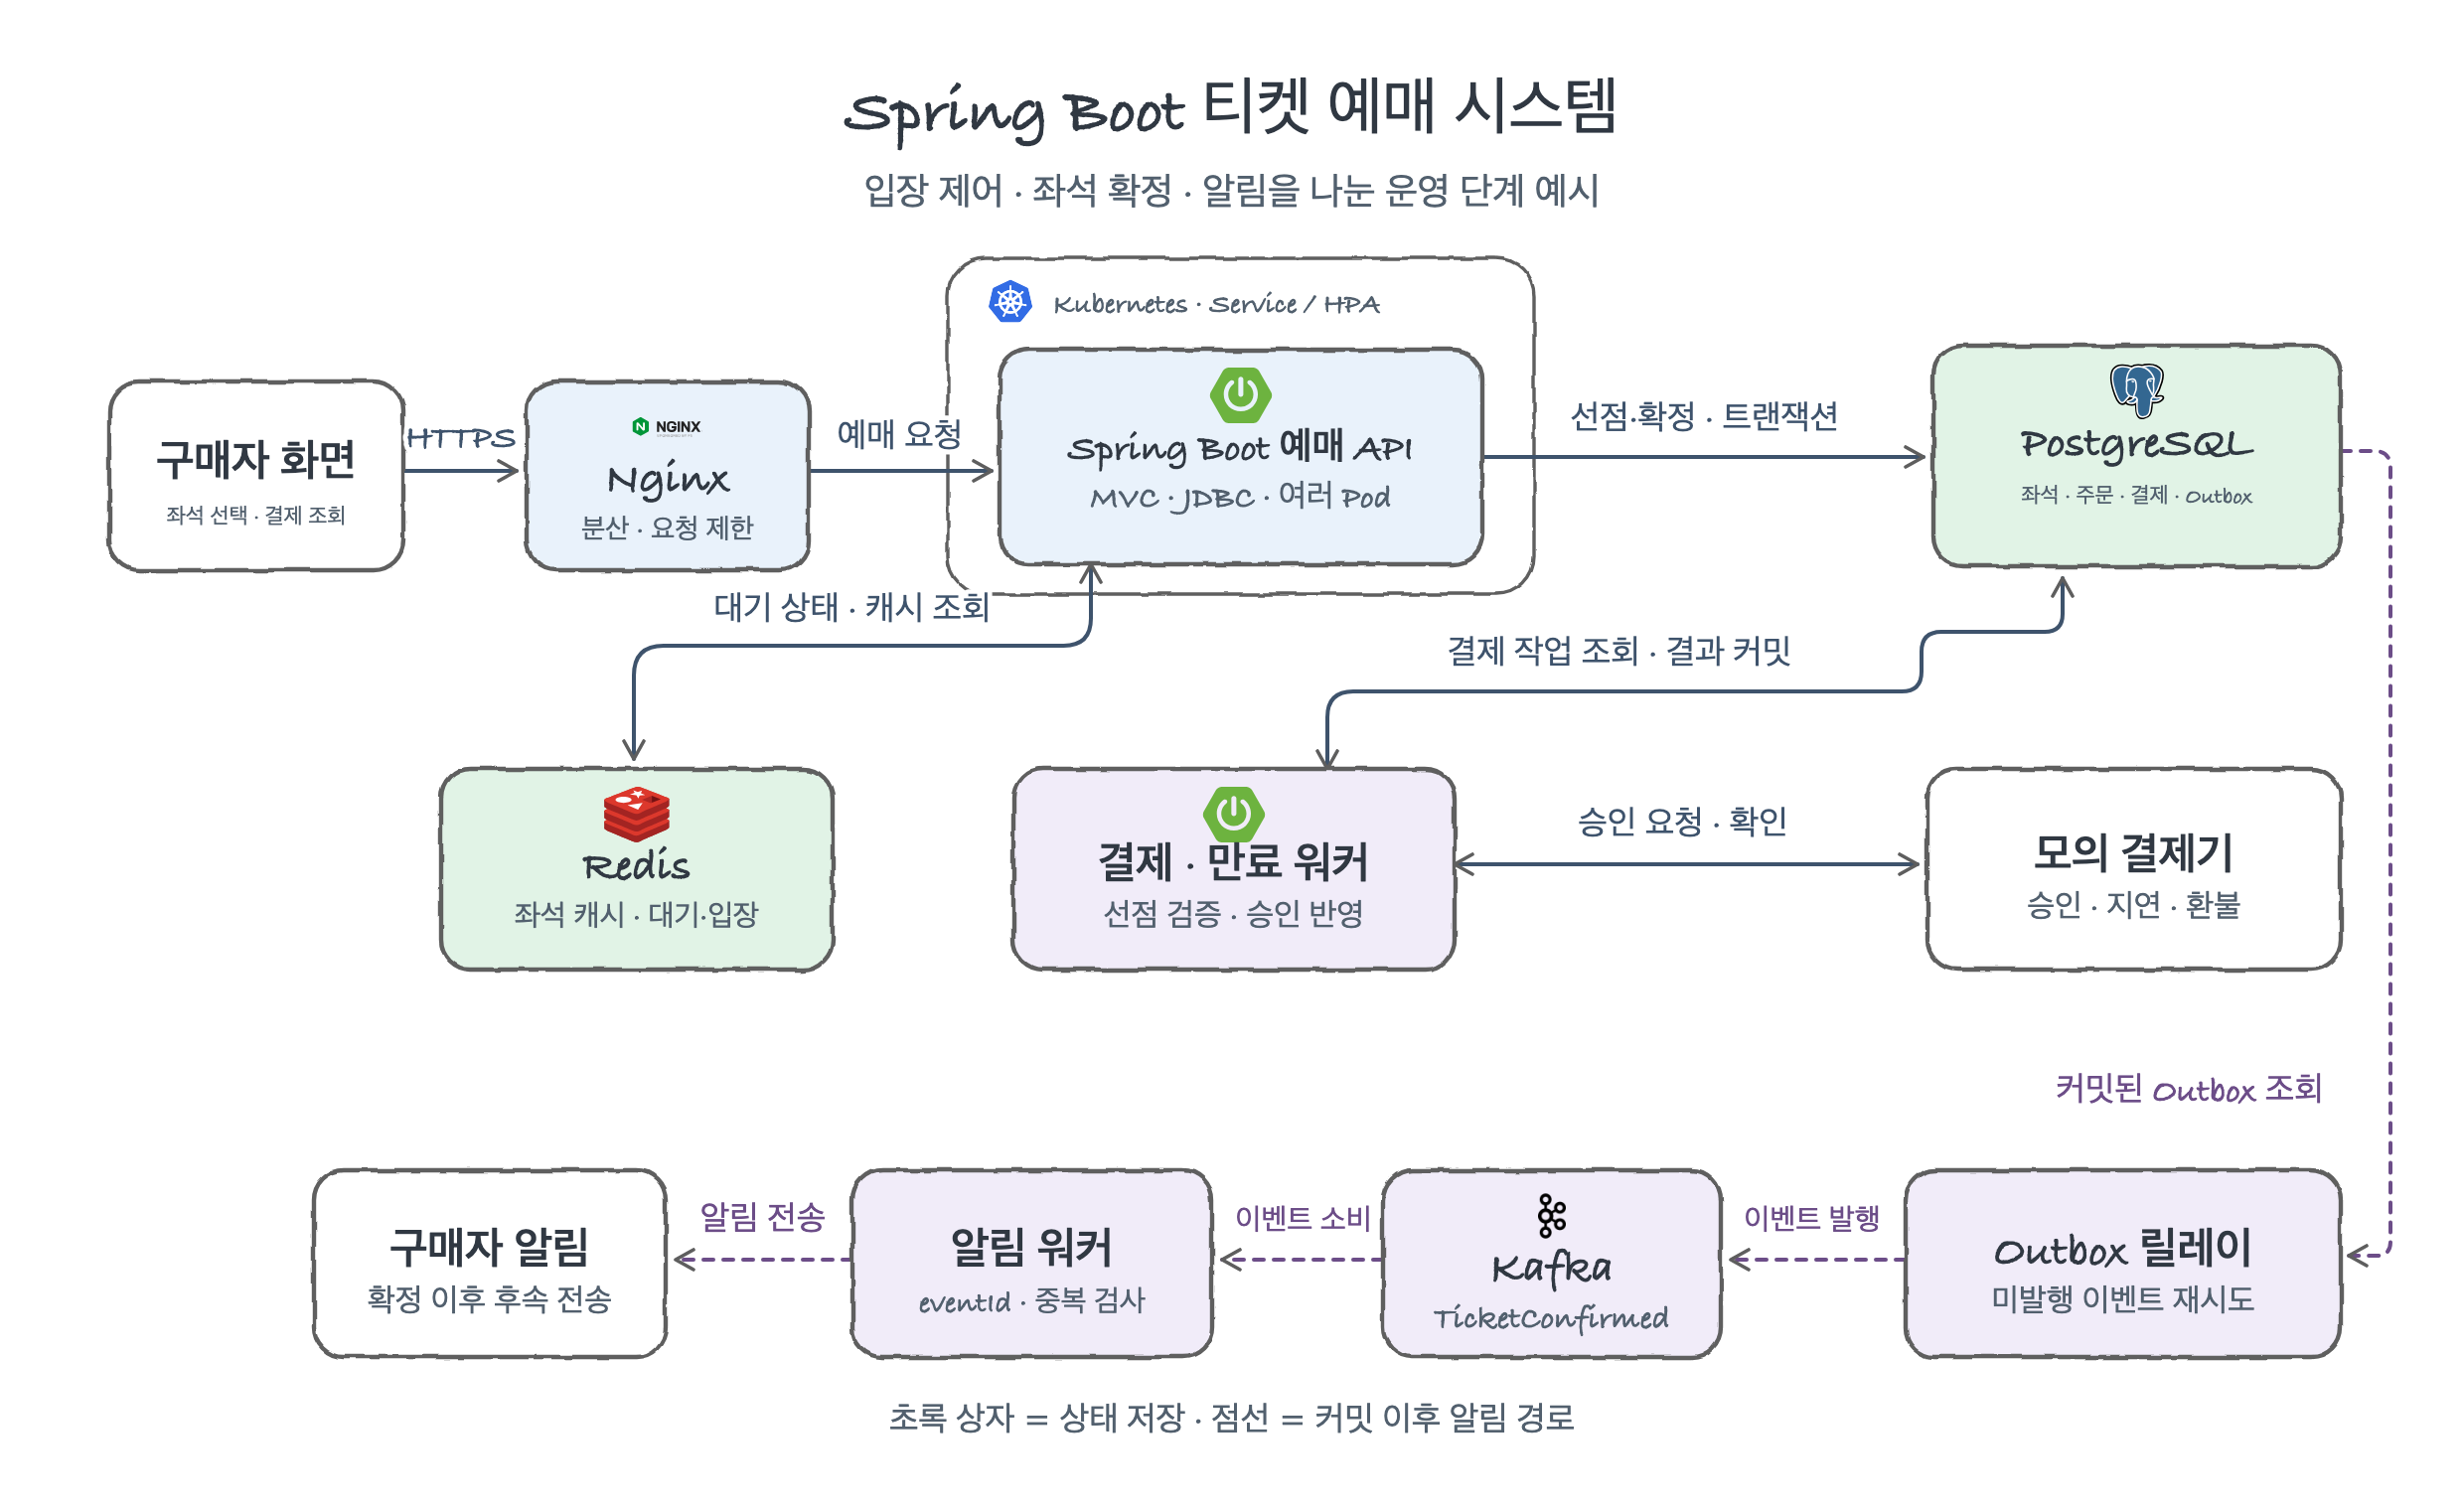 Spring Boot 티켓 예매 시스템
입장 제어 · 좌석 확정 · 알림을 나눈 운영 단계 예시
Kubernetes · Service / HPA
구매자 화면
좌석 선택 · 결제 조회
HTTPS
NGINX
Nginx
분산 · 요청 제한
예매 요청
Spring Boot 예매 API
MVC · JDBC · 여러 Pod
선점·확정 · 트랜잭션
PostgreSQL
좌석 · 주문 · 결제 · Outbox
대기 상태 · 캐시 조회
결제 작업 조회 · 결과 커밋
Redis
좌석 캐시 · 대기·입장
결제 · 만료 워커
선점 검증 · 승인 반영
승인 요청 · 확인
모의 결제기
승인 · 지연 · 환불
커밋된 Outbox 조회
구매자 알림
확정 이후 후속 전송
알림 전송
알림 워커
eventId · 중복 검사
이벤트 소비
Kafka
TicketConfirmed
이벤트 발행
Outbox 릴레이
미발행 이벤트 재시도
초록 상자 = 상태 저장 · 점선 = 커밋 이후 알림 경로